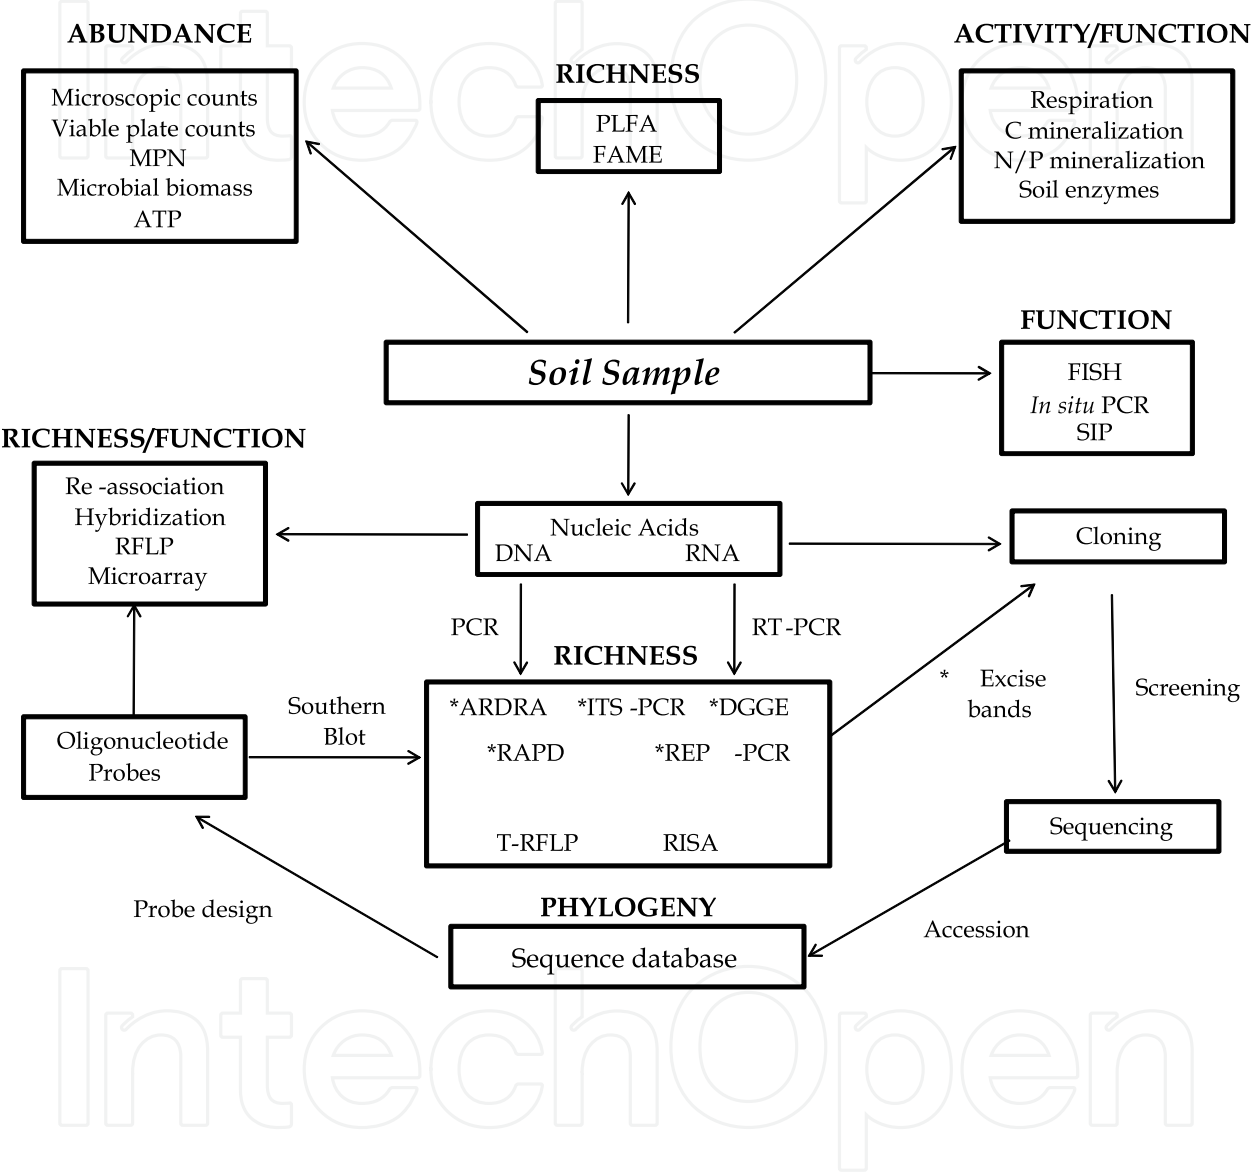 IntechOpen
ABUNDANCE
Microscopic counts
Viable plate counts
MPN
Microbial biomass
ATP
RICHNESS
PLFA
FAME
ACTIVITY/FUNCTION
Respiration
C mineralization
N/P mineralization
Soil enzymes
Soil Sample
FUNCTION
FISH
In situ PCR
SIP
RICHNESS/FUNCTION
Re -association
Hybridization
RFLP
Microarray
Nucleic Acids
DNA RNA
Cloning
PCR
RT-PCR
RICHNESS
*ARDRA *ITS -PCR *DGGE
*RAPD *REP -PCR
T-RFLP RISA
* Excise
bands
Screening
Southern
Blot
Oligonucleotide
Probes
Sequencing
Probe design
PHYLOGENY
Sequence database
Accession
IntechOpen